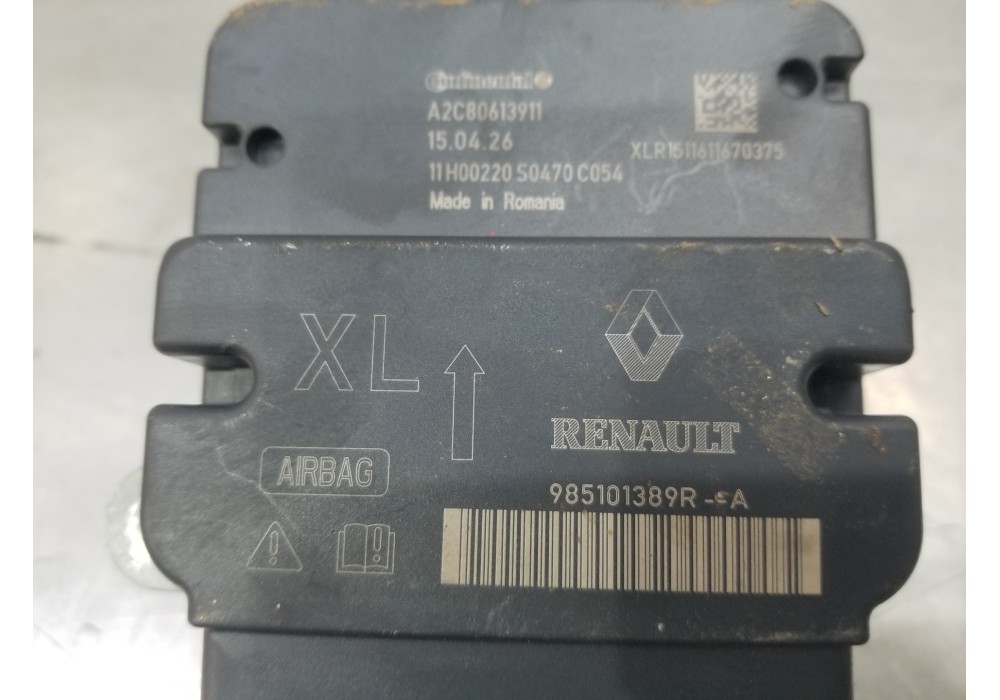 Continental
A2C80613911
15.04.26
XLR1511611670375
11H00220 S0470 C054
Made in Romania
XL
RENAULT
AIRBAG
985101389R--A